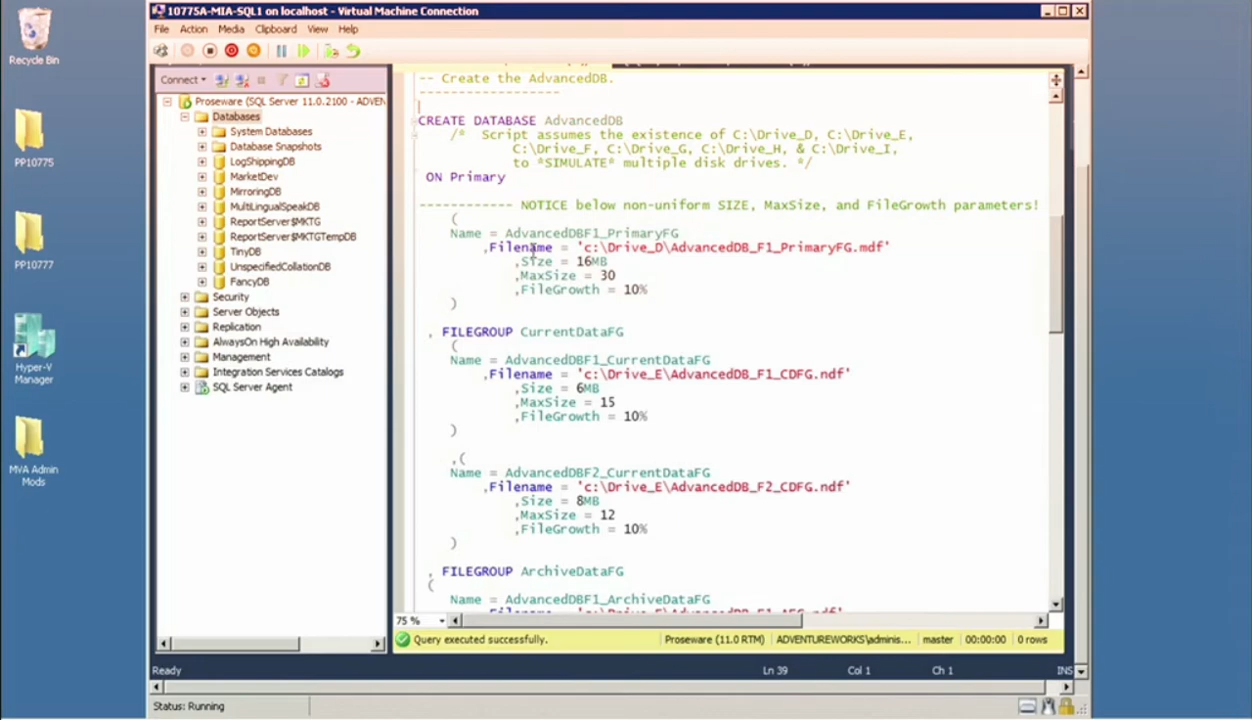 Recycle Bin
PP10775
PP10777
Hyper-V
Manager
MVA Admin
Mods
10775A-MIA-SQL1 on localhost - Virtual Machine Connection
File Action Media Clipboard View Help
Connect
Proseware (SQL Server 11.0.2100 - ADVEN
Databases
System Databases
Database Snapshots
LogShippingDB
MarketDev
MirroringDB
MultiLingualSpeakDB
ReportServer$MKTG
ReportServer$MKTGTempDB
TinyDB
UnspecifiedCollationDB
FancyDB
Security
Server Objects
Replication
AlwaysOn High Availability
Management
Integration Services Catalogs
SQL Server Agent
-- Create the AdvancedDB.
------------------
CREATE DATABASE AdvancedDB
/* Script assumes the existence of C:\Drive_D, C:\Drive_E,
C:\Drive_F, C:\Drive_G, C:\Drive_H, & C:\Drive_I,
to *SIMULATE* multiple disk drives. */
ON Primary
------------ NOTICE below non-uniform SIZE, MaxSize, and FileGrowth parameters!
(
Name = AdvancedDBF1_PrimaryFG
,Filename = 'c:\Drive_D\AdvancedDB_F1_PrimaryFG.mdf'
,Size = 16MB
,MaxSize = 30
,FileGrowth = 10%
)
, FILEGROUP CurrentDataFG
(
Name = AdvancedDBF1_CurrentDataFG
,Filename = 'c:\Drive_E\AdvancedDB_F1_CDFG.ndf'
,Size = 6MB
,MaxSize = 15
,FileGrowth = 10%
)
,(
Name = AdvancedDBF2_CurrentDataFG
,Filename = 'c:\Drive_E\AdvancedDB_F2_CDFG.ndf'
,Size = 8MB
,MaxSize = 12
,FileGrowth = 10%
)
, FILEGROUP ArchiveDataFG
(
Name = AdvancedDBF1_ArchiveDataFG
75 %
Query executed successfully. Proseware (11.0 RTM) ADVENTUREWORKS\adminis... master 00:00:00 0 rows
Ready Ln 39 Col 1 Ch 1 INS
Status: Running